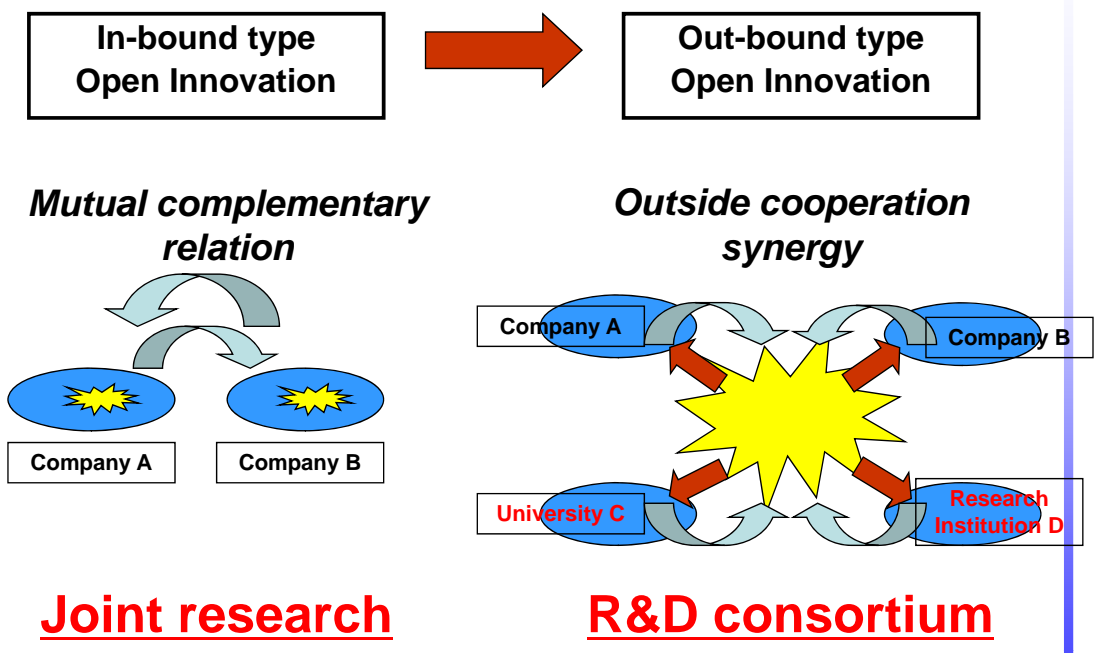 In-bound type
Open Innovation
Out-bound type
Open Innovation
Mutual complementary
relation
Outside cooperation
synergy
Company A
Company B
Company A
Company B
University C
Research
Institution D
Joint research
R&D consortium